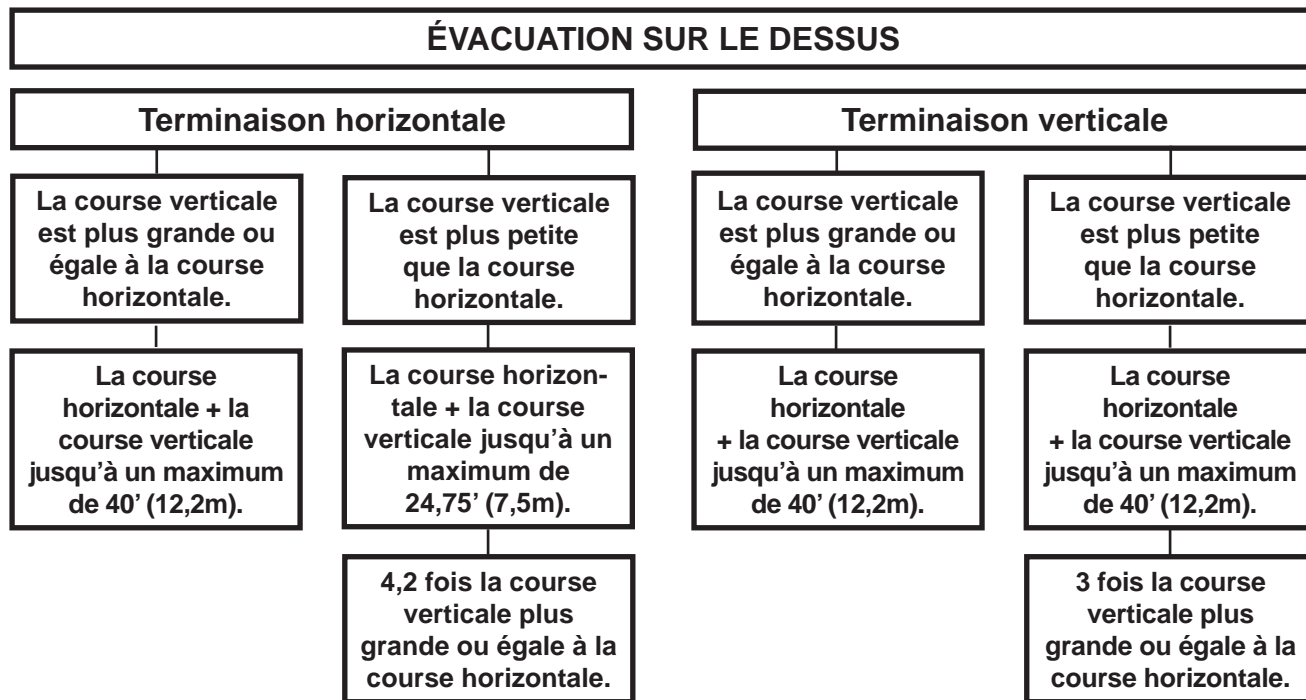 ÉVACUATION SUR LE DESSUS
Terminaison horizontale
La course verticale
est plus grande ou
égale à la course
horizontale.
La course
horizontale + la
course verticale
jusqu’à un maximum
de 40’ (12,2m).
La course verticale
est plus petite
que la course
horizontale.
La course horizon-
tale + la course
verticale jusqu’à un
maximum de
24,75’ (7,5m).
4,2 fois la course
verticale plus
grande ou égale à la
course horizontale.
Terminaison verticale
La course verticale
est plus grande ou
égale à la course
horizontale.
La course
horizontale
+ la course verticale
jusqu’à un maximum
de 40’ (12,2m).
La course verticale
est plus petite
que la course
horizontale.
La course
horizontale
+ la course verticale
jusqu’à un maximum
de 40’ (12,2m).
3 fois la course
verticale plus
grande ou égale à la
course horizontale.